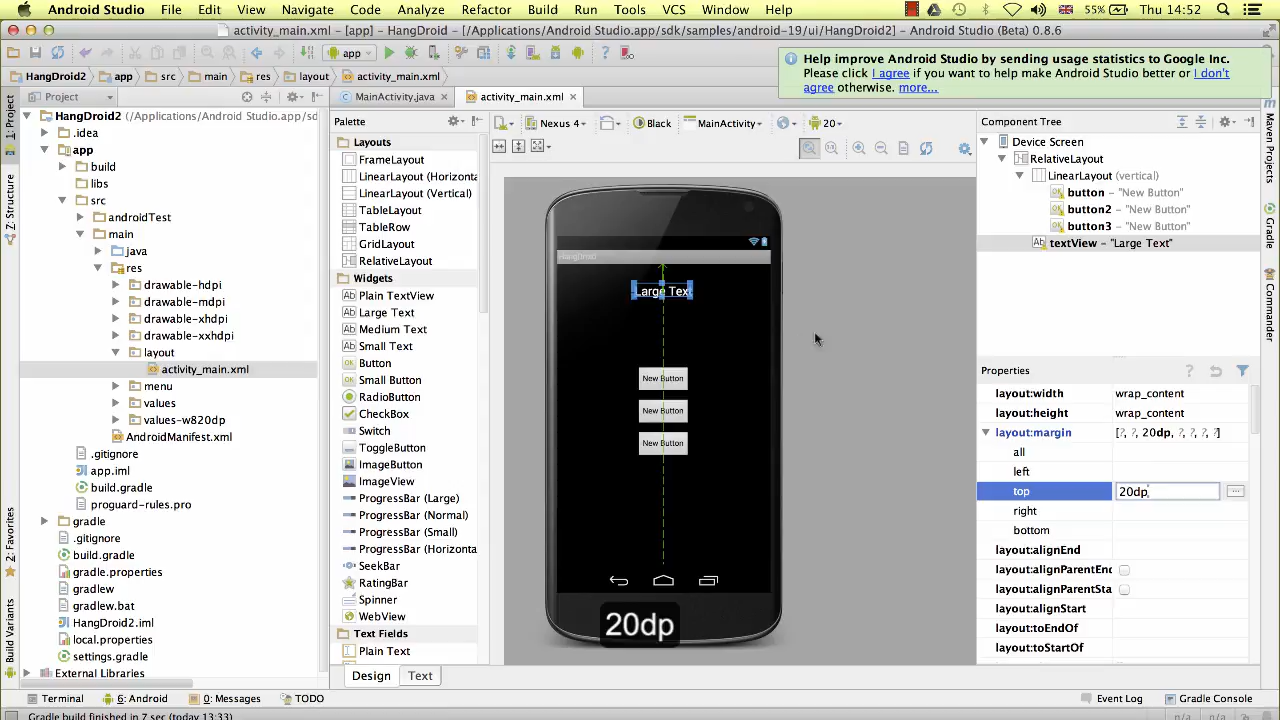 Android Studio File Edit View Navigate Code Analyze Refactor Build Run Tools VCS Window Help 55% Thu 14:52
activity_main.xml - [app] - HangDroid2 - [/Applications/Android Studio.app/sdk/samples/android-19/ui/HangDroid2] - Android Studio (Beta) 0.8.6
app
Help improve Android Studio by sending usage statistics to Google Inc.
Please click I agree if you want to help make Android Studio better or I don't
agree otherwise. more...
HangDroid2 app src main res layout activity_main.xml
Project
MainActivity.java activity_main.xml
1: Project
Z: Structure
2: Favorites
Build Variants
HangDroid2 (/Applications/Android Studio.app/sd
.idea
app
build
libs
src
androidTest
main
java
res
drawable-hdpi
drawable-mdpi
drawable-xhdpi
drawable-xxhdpi
layout
activity_main.xml
menu
values
values-w820dp
AndroidManifest.xml
.gitignore
app.iml
build.gradle
proguard-rules.pro
gradle
.gitignore
build.gradle
gradle.properties
gradlew
gradlew.bat
HangDroid2.iml
local.properties
settings.gradle
External Libraries
Palette
Layouts
FrameLayout
LinearLayout (Horizonta
LinearLayout (Vertical)
TableLayout
TableRow
GridLayout
RelativeLayout
Widgets
Plain TextView
Large Text
Medium Text
Small Text
Button
Small Button
RadioButton
CheckBox
Switch
ToggleButton
ImageButton
ImageView
ProgressBar (Large)
ProgressBar (Normal)
ProgressBar (Small)
ProgressBar (Horizonta
SeekBar
RatingBar
Spinner
WebView
Text Fields
Plain Text
Nexus 4 Black MainActivity 20
HangDroid
Large Text
New Button
New Button
New Button
20dp
Design Text
Component Tree
Device Screen
RelativeLayout
LinearLayout (vertical)
button - "New Button"
button2 - "New Button"
button3 - "New Button"
textView - "Large Text"
Properties
layout:width wrap_content
layout:height wrap_content
layout:margin [?, ?, 20dp, ?, ?, ?, ?]
all
left
top 20dp
right
bottom
layout:alignEnd
layout:alignParentEnd
layout:alignParentSta
layout:alignStart
layout:toEndOf
layout:toStartOf
Maven Projects
Gradle
Commander
Terminal 6: Android 0: Messages TODO Event Log Gradle Console
Gradle build finished in 7 sec (today 13:33) n/a n/a